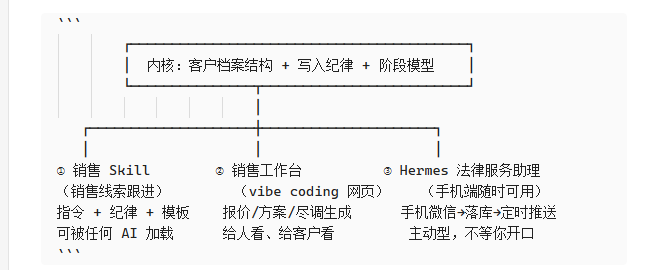 ```
内核：客户档案结构 + 写入纪律 + 阶段模型
① 销售 Skill ② 销售工作台 ③ Hermes 法律服务助理
（销售线索跟进） （vibe coding 网页） （手机端随时可用）
指令 + 纪律 + 模板 报价/方案/尽调生成 手机微信→落库→定时推送
可被任何 AI 加载 给人看、给客户看 主动型，不等你开口
```